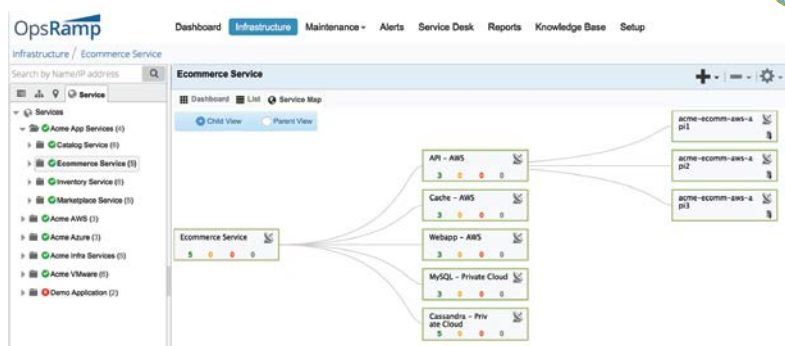 OpsRamp
Dashboard Infrastructure Maintenance Alerts Service Desk Reports Knowledge Base Setup
Infrastructure / Ecommerce Service
Search by Name/IP address
Ecommerce Service
Service
Dashboard List Service Map
Services
Child View Parent View
Acme App Services (4)
Catalog Service (6)
Ecommerce Service (5)
Inventory Service (6)
Marketplace Service (5)
Acme AWS (3)
Acme Azure (3)
Acme Infra Services (5)
Acme VMware (6)
Demo Application (2)
Ecommerce Service
5 0 0 0
API - AWS
3 0 0 0
Cache - AWS
3 0 0 0
Webapp - AWS
3 0 0 0
MySQL - Private Cloud
3 0 0 0
Cassandra - Priv
ate Cloud
5 0 0 0
acme-ecomm-aws-a
pi1
acme-ecomm-aws-a
pi2
acme-ecomm-aws-a
pi3